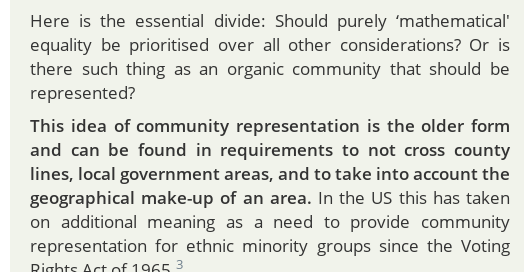 Here is the essential divide: Should purely ‘mathematical'
equality be prioritised over all other considerations? Or is
there such thing as an organic community that should be
represented?
This idea of community representation is the older form
and can be found in requirements to not cross county
lines, local government areas, and to take into account the
geographical make-up of an area. In the US this has taken
on additional meaning as a need to provide community
representation for ethnic minority groups since the Voting
Rights Act of 1965. 3